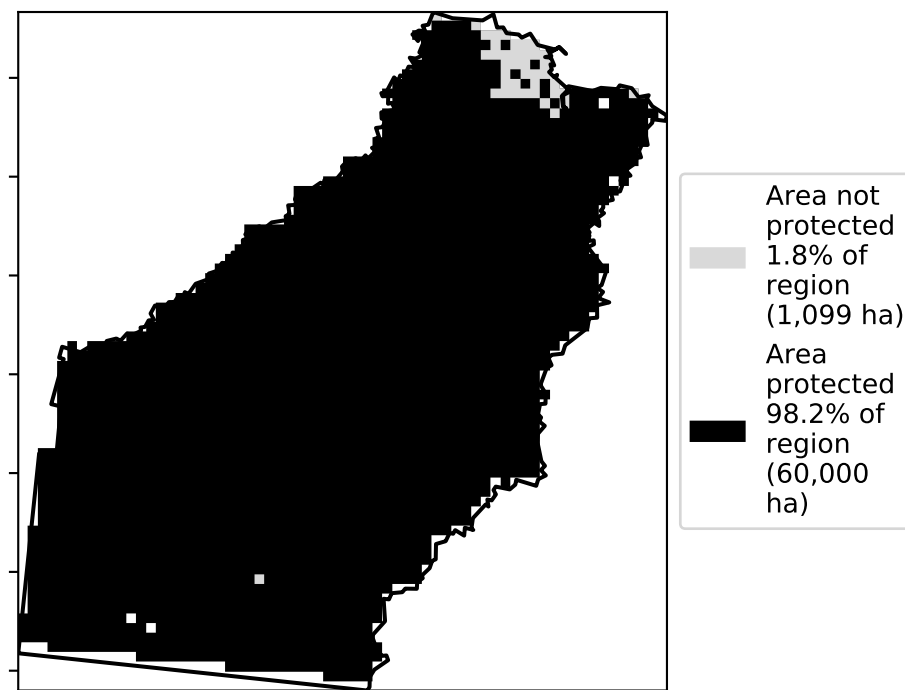 Area not
protected
1.8% of
region
(1,099 ha)
Area
protected
98.2% of
region
(60,000
ha)